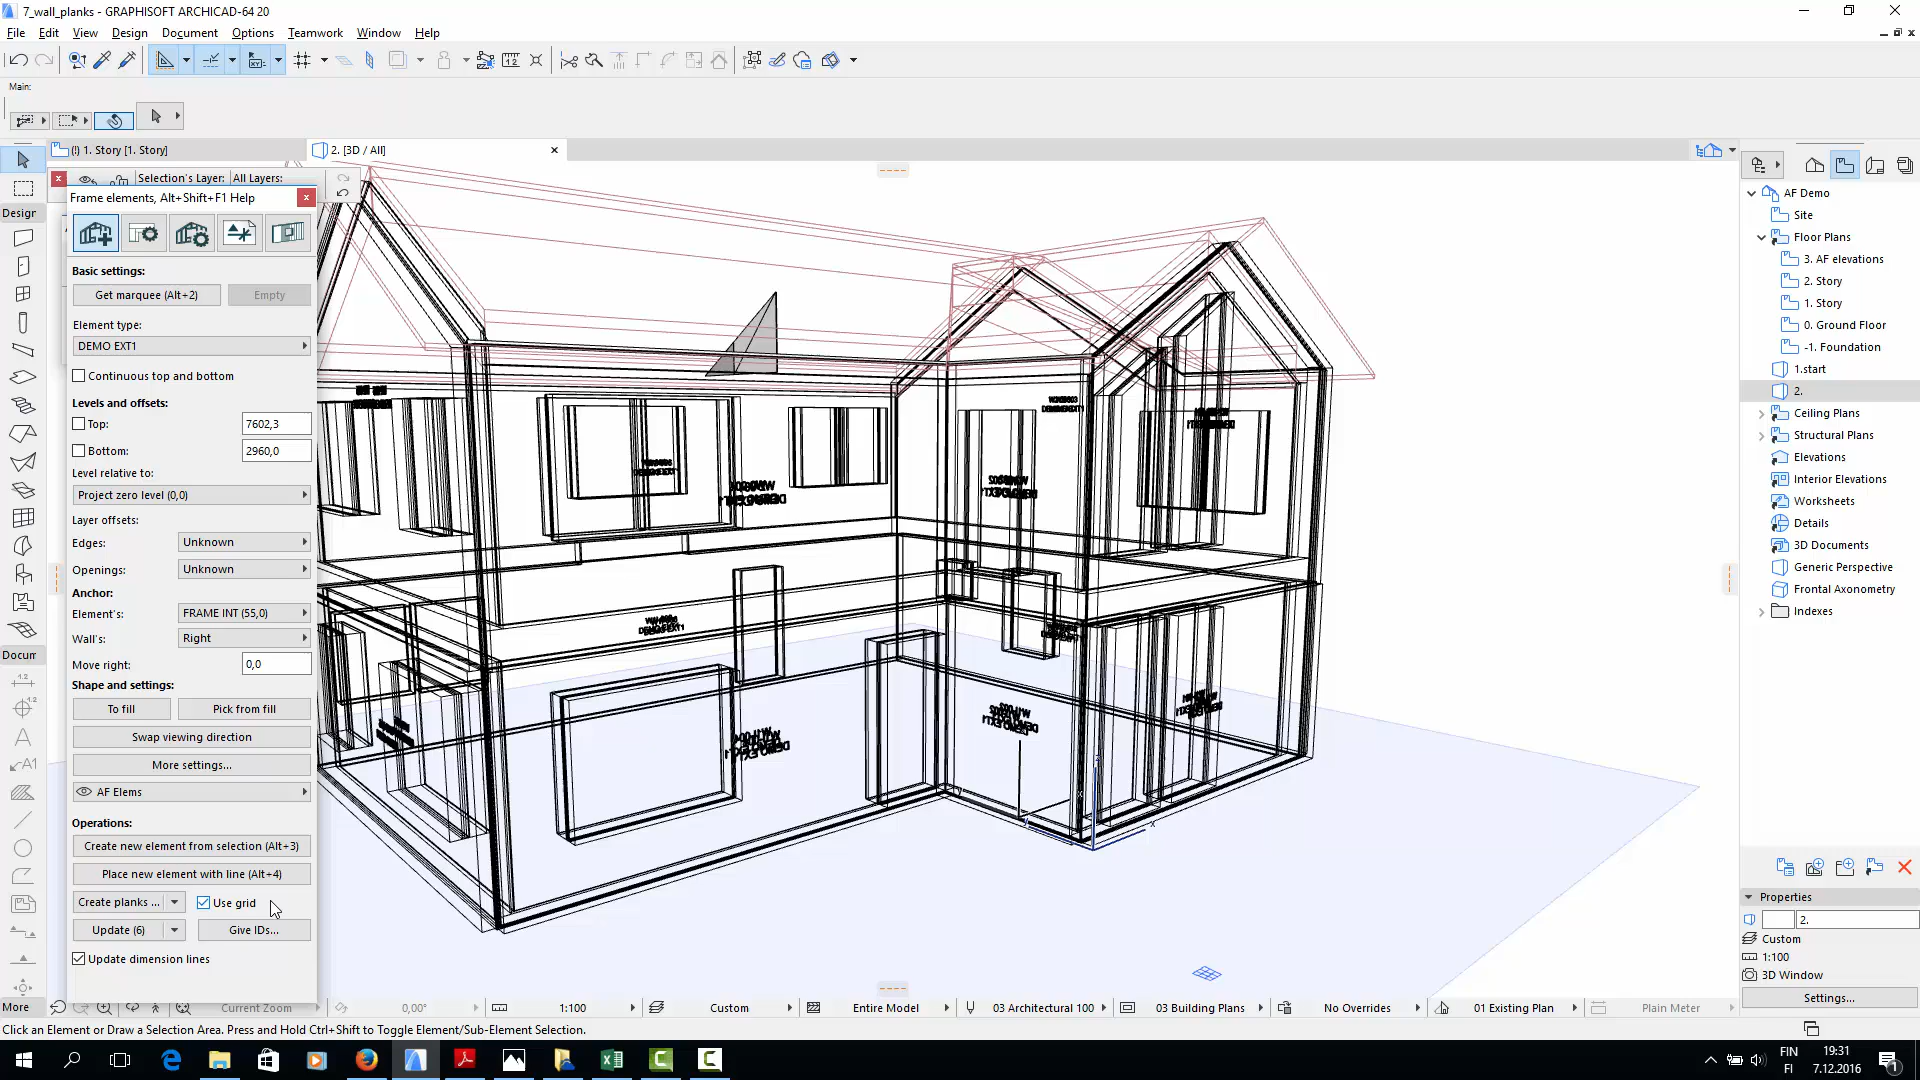 7_wall_planks - GRAPHISOFT ARCHICAD-64 20
File Edit View Design Document Options Teamwork Window Help
Main:
(!) 1. Story [1. Story]
2. [3D / All]
Selection's Layer: All Layers:
Frame elements, Alt+Shift+F1 Help
Design
Basic settings:
Get marquee (Alt+2) Empty
Element type:
DEMO EXT1
Continuous top and bottom
Levels and offsets:
Top: 7602,3
Bottom: 2960,0
Level relative to:
Project zero level (0,0)
Layer offsets:
Edges: Unknown
Openings: Unknown
Anchor:
Element's: FRAME INT (55,0)
Wall's: Right
Move right: 0,0
Docum
Shape and settings:
To fill Pick from fill
Swap viewing direction
More settings...
AF Elems
Operations:
Create new element from selection (Alt+3)
Place new element with line (Alt+4)
Create planks ... Use grid
Update (6) Give IDs...
Update dimension lines
AF Demo
Site
Floor Plans
3. AF elevations
2. Story
1. Story
0. Ground Floor
-1. Foundation
1.start
2.
Ceiling Plans
Structural Plans
Elevations
Interior Elevations
Worksheets
Details
3D Documents
Generic Perspective
Frontal Axonometry
Indexes
Properties
2.
Custom
1:100
3D Window
Settings...
More Current Zoom 0,00° 1:100 Custom Entire Model 03 Architectural 100 03 Building Plans No Overrides 01 Existing Plan Plain Meter
Click an Element or Draw a Selection Area. Press and Hold Ctrl+Shift to Toggle Element/Sub-Element Selection.
FIN 19:31
FI 7.12.2016
1